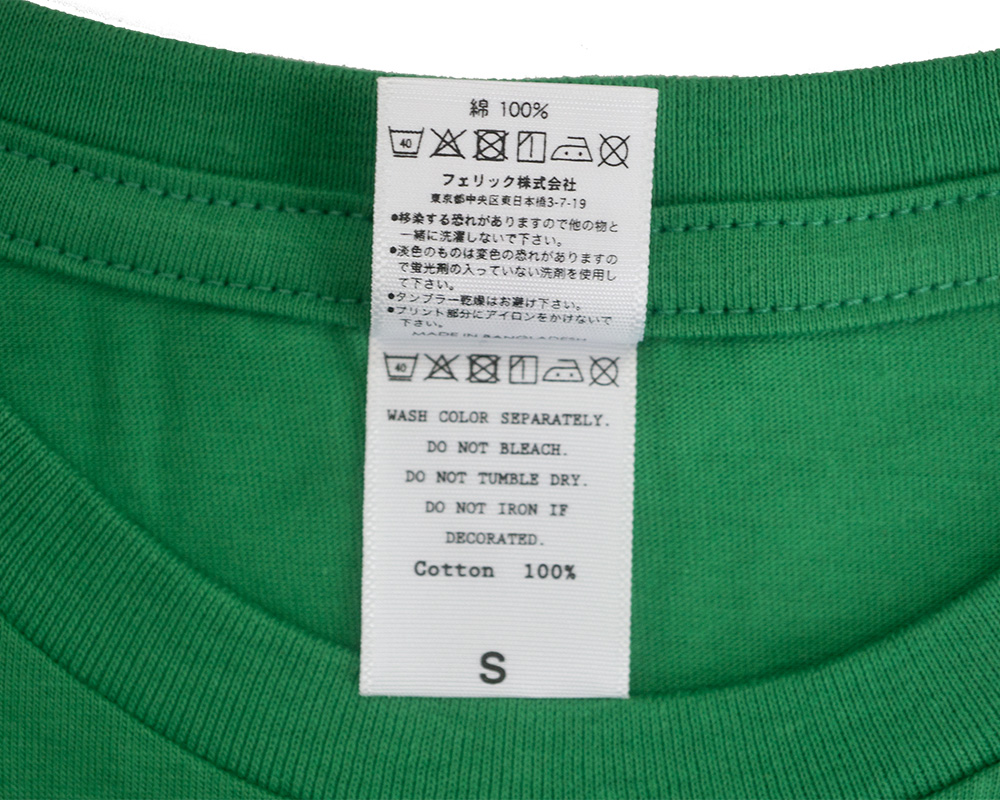 綿 100%
40
フェリック株式会社
東京都中央区東日本橋3-7-19
●移染する恐れがありますので他の物と
一緒に洗濯しないで下さい。
●淡色のものは変色の恐れがありますの
で蛍光剤の入っていない洗剤を使用し
て下さい。
●タンブラー乾燥はお避け下さい。
●プリント部分にアイロンをかけないで
下さい。
MADE IN BANGLADESH
40
WASH COLOR SEPARATELY.
DO NOT BLEACH.
DO NOT TUMBLE DRY.
DO NOT IRON IF
DECORATED.
Cotton 100%
S